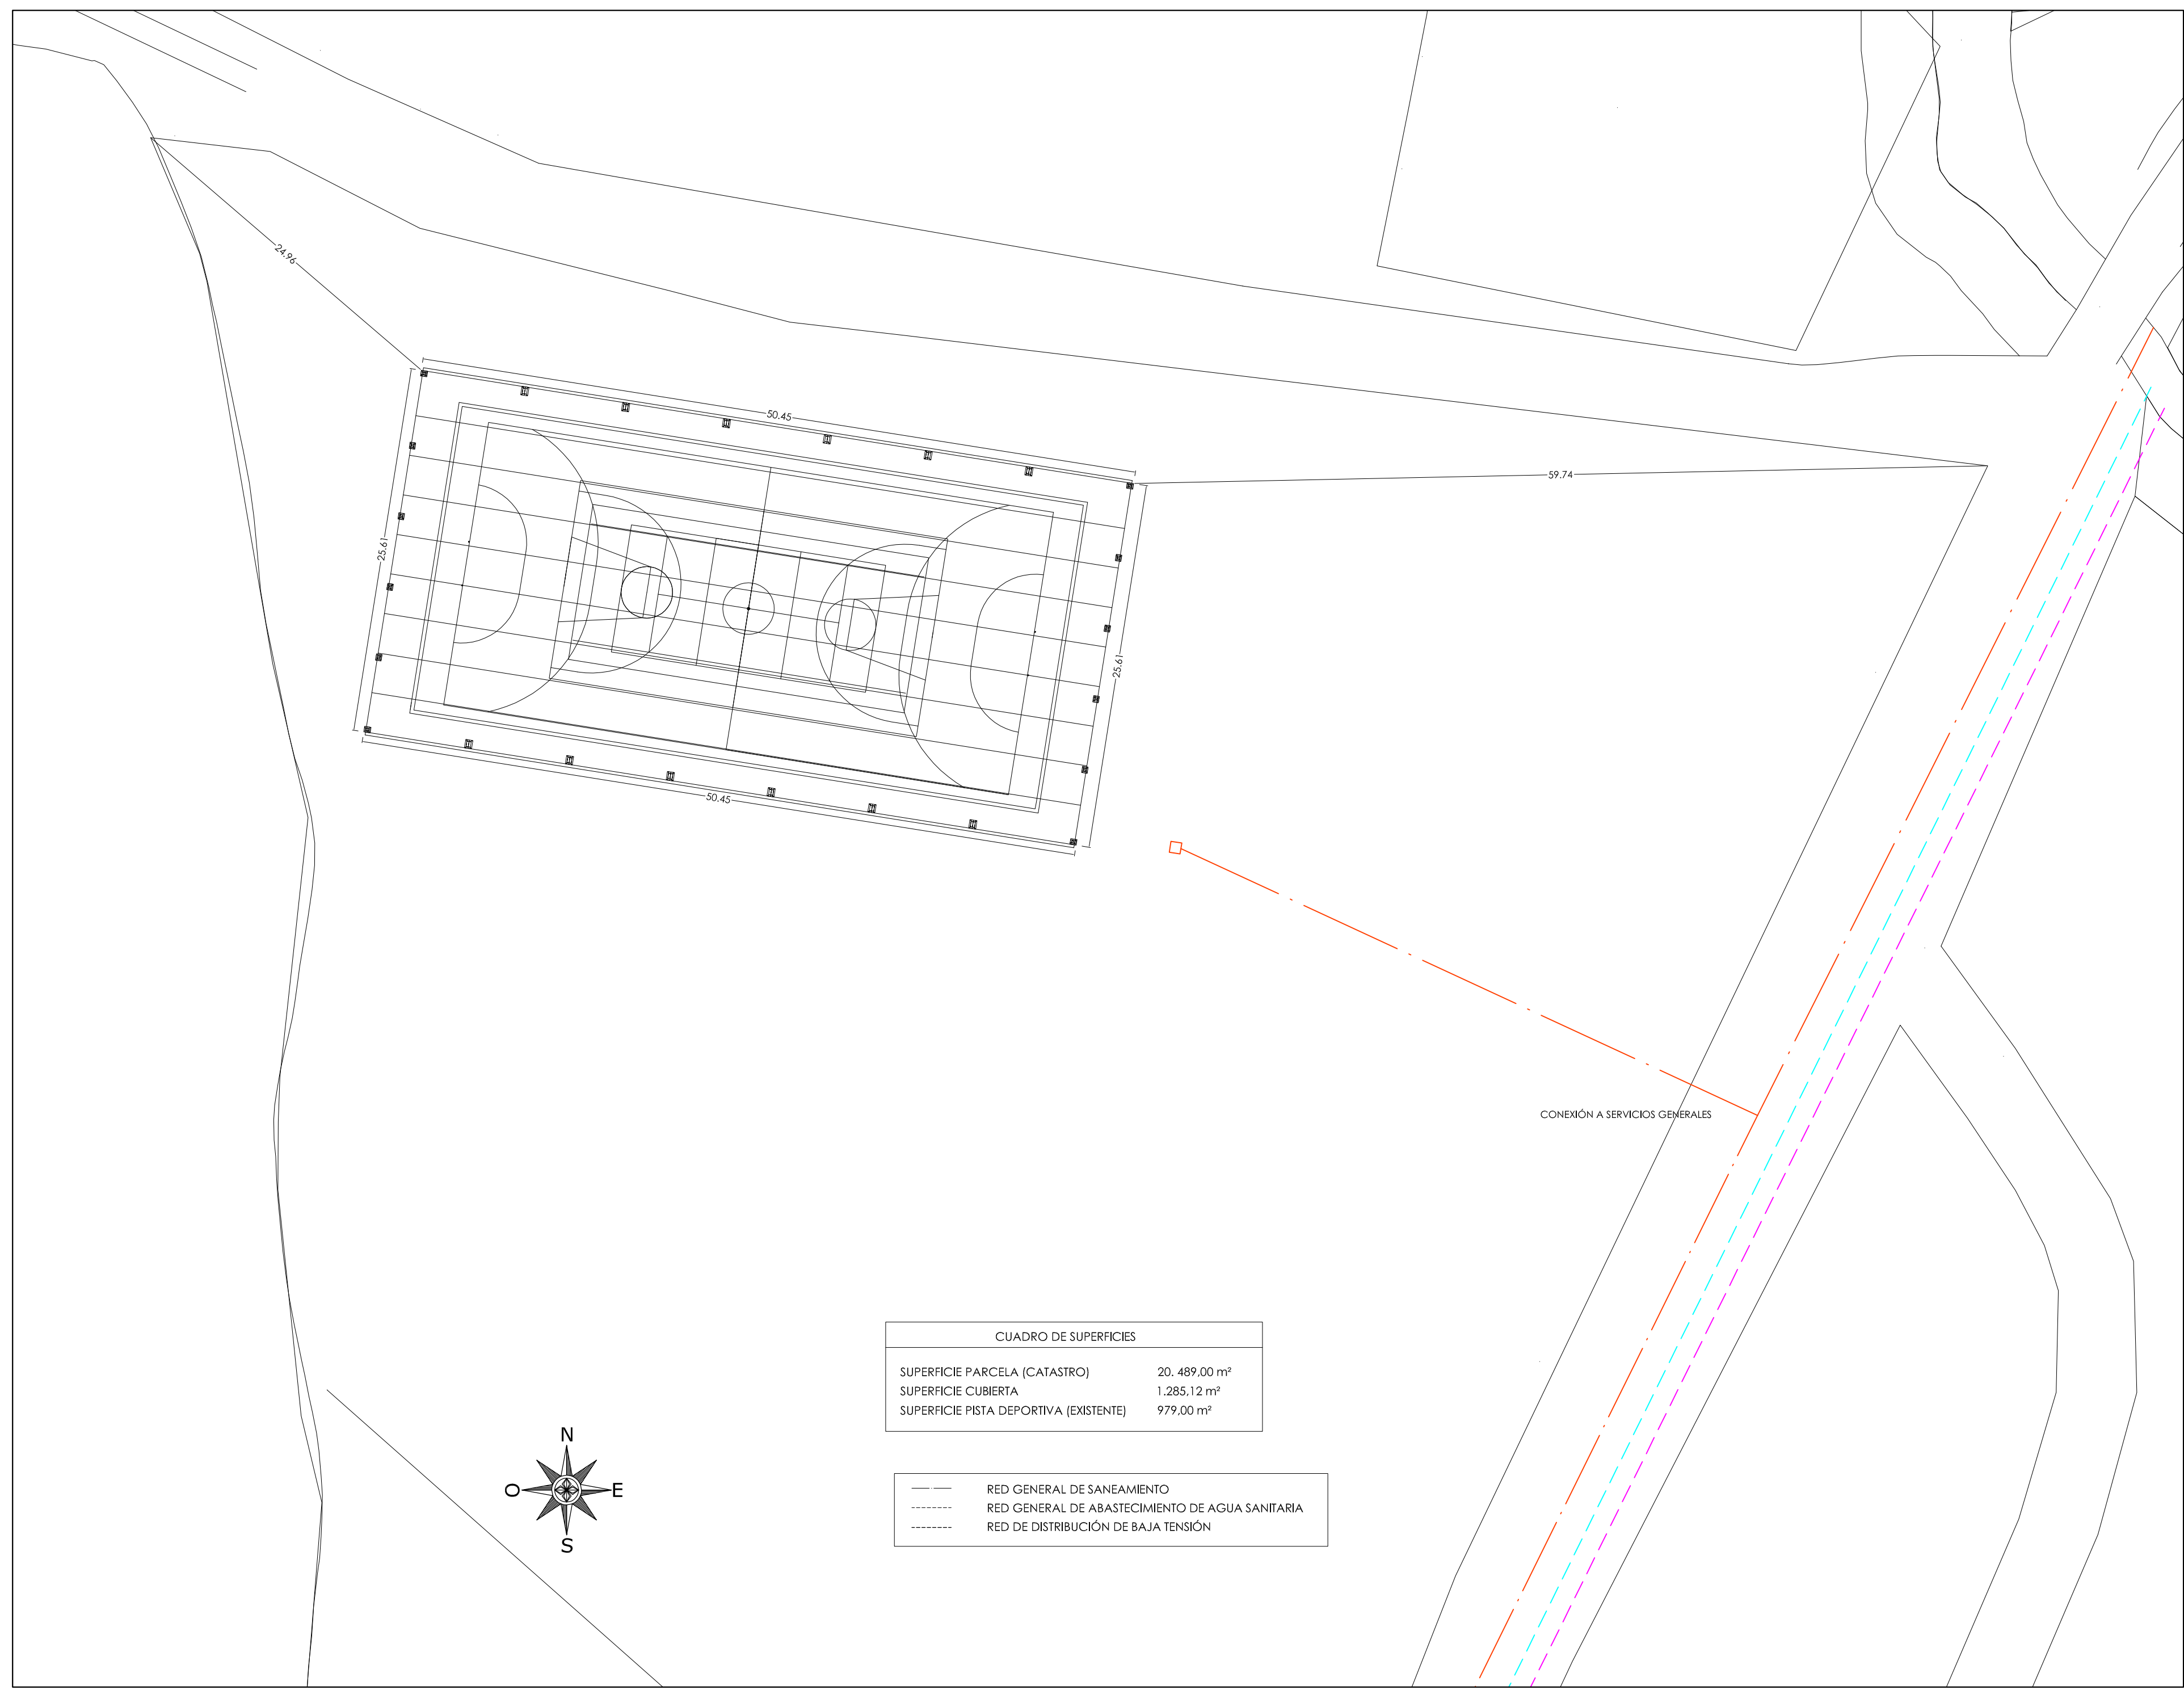 24.96
50.45
59.74
25.61
25.61
50.45
CONEXIÓN A SERVICIOS GENERALES
CUADRO DE SUPERFICIES
SUPERFICIE PARCELA (CATASTRO) 20. 489,00 m²
SUPERFICIE CUBIERTA 1.285,12 m²
SUPERFICIE PISTA DEPORTIVA (EXISTENTE) 979,00 m²
N
O E
S
RED GENERAL DE SANEAMIENTO
RED GENERAL DE ABASTECIMIENTO DE AGUA SANITARIA
RED DE DISTRIBUCIÓN DE BAJA TENSIÓN